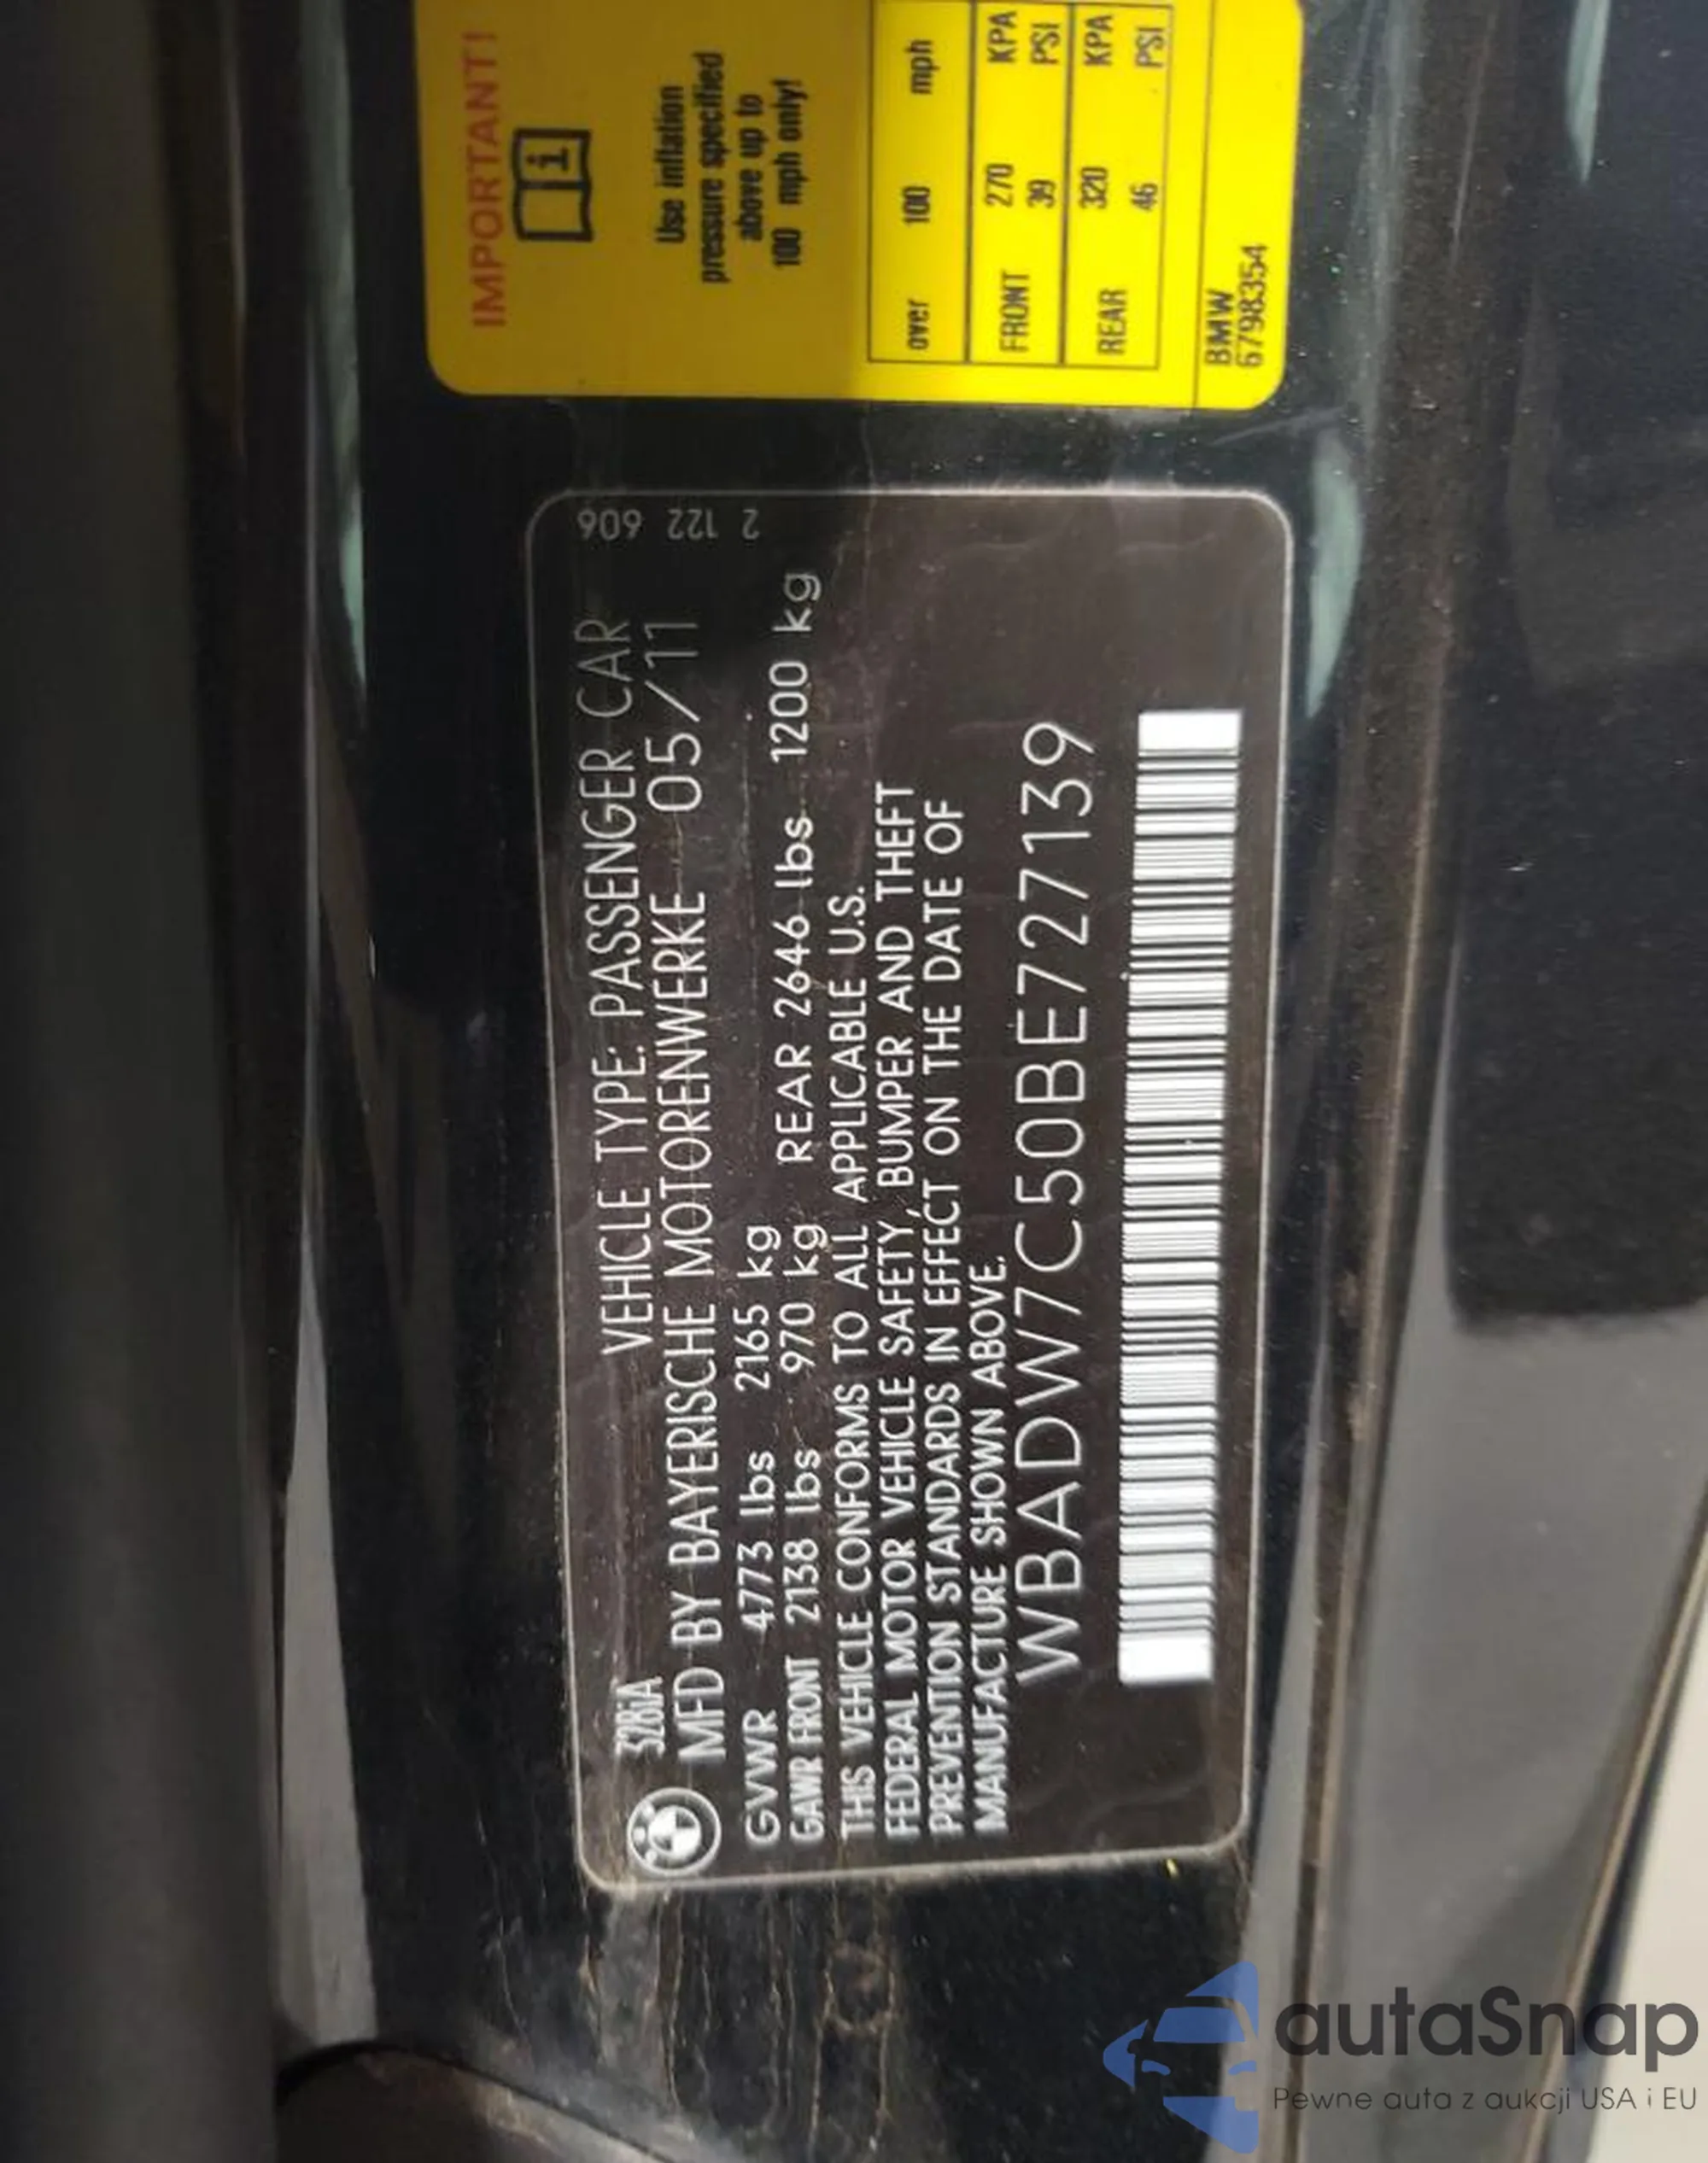 328iA
VEHICLE TYPE: PASSENGER CAR
MFD BY BAYERISCHE MOTORENWERKE 05/11
GVWR 4773 lbs 2165 kg
GAWR FRONT 2138 lbs 970 kg REAR 2646 lbs 1200 kg
THIS VEHICLE CONFORMS TO ALL APPLICABLE U.S.
FEDERAL MOTOR VEHICLE SAFETY, BUMPER AND THEFT
PREVENTION STANDARDS IN EFFECT ON THE DATE OF
MANUFACTURE SHOWN ABOVE.
WBADW7C50BE727139
2 122 606
IMPORTANT!
i
Use inflation
pressure specified
above up to
100 mph only!
over 100 mph
FRONT 270 KPA
39 PSI
REAR 320 KPA
46 PSI
BMW
6798354
autaSnap
Pewne auta z aukcji USA i EU